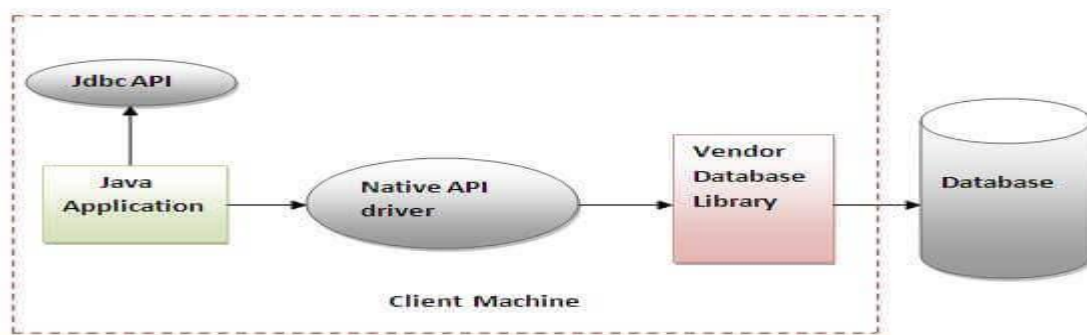 Jdbc API
Java
Application
Native API
driver
Vendor
Database
Library
Database
Client Machine